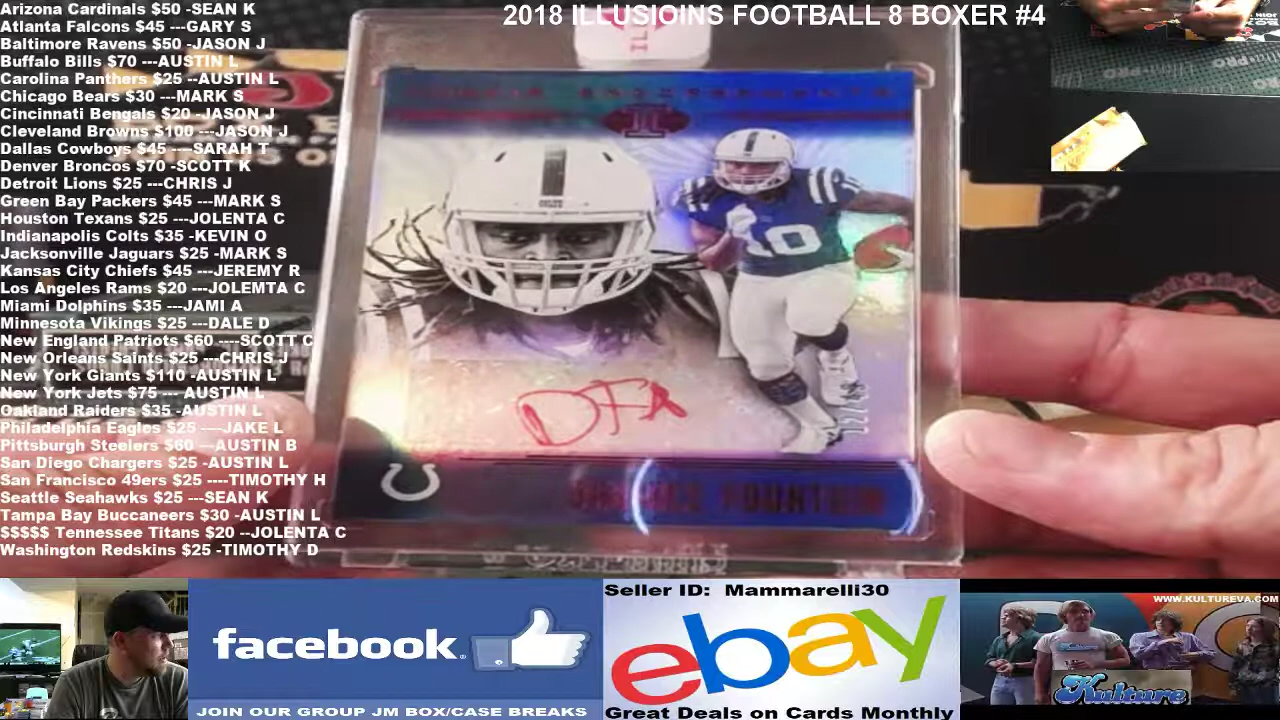 2018 ILLUSIOINS FOOTBALL 8 BOXER #4
Arizona Cardinals $50 -SEAN K
Atlanta Falcons $45 ---GARY S
Baltimore Ravens $50 -JASON J
Buffalo Bills $70 ---AUSTIN L
Carolina Panthers $25 --AUSTIN L
Chicago Bears $30 ---MARK S
Cincinnati Bengals $20 -JASON J
Cleveland Browns $100 ---JASON J
Dallas Cowboys $45 ----SARAH T
Denver Broncos $70 -SCOTT K
Detroit Lions $25 ---CHRIS J
Green Bay Packers $45 ---MARK S
Houston Texans $25 ---JOLENTA C
Indianapolis Colts $35 -KEVIN O
Jacksonville Jaguars $25 -MARK S
Kansas City Chiefs $45 ---JEREMY R
Los Angeles Rams $20 ---JOLEMTA C
Miami Dolphins $35 ---JAMI A
Minnesota Vikings $25 ---DALE D
New England Patriots $60 ----SCOTT C
New Orleans Saints $25 ---CHRIS J
New York Giants $110 -AUSTIN L
New York Jets $75 --- AUSTIN L
Oakland Raiders $35 -AUSTIN L
Philadelphia Eagles $25 ----JAKE L
Pittsburgh Steelers $60 ---AUSTIN B
San Diego Chargers $25 -AUSTIN L
San Francisco 49ers $25 ----TIMOTHY H
Seattle Seahawks $25 ---SEAN K
Tampa Bay Buccaneers $30 -AUSTIN L
$$$$$ Tennessee Titans $20 --JOLENTA C
Washington Redskins $25 -TIMOTHY D
10
DFA
FOUNTAIN
facebook
JOIN OUR GROUP JM BOX/CASE BREAKS
Seller ID: Mammarelli30
ebay
Great Deals on Cards Monthly
WWW.KULTUREVA.COM
Kulture